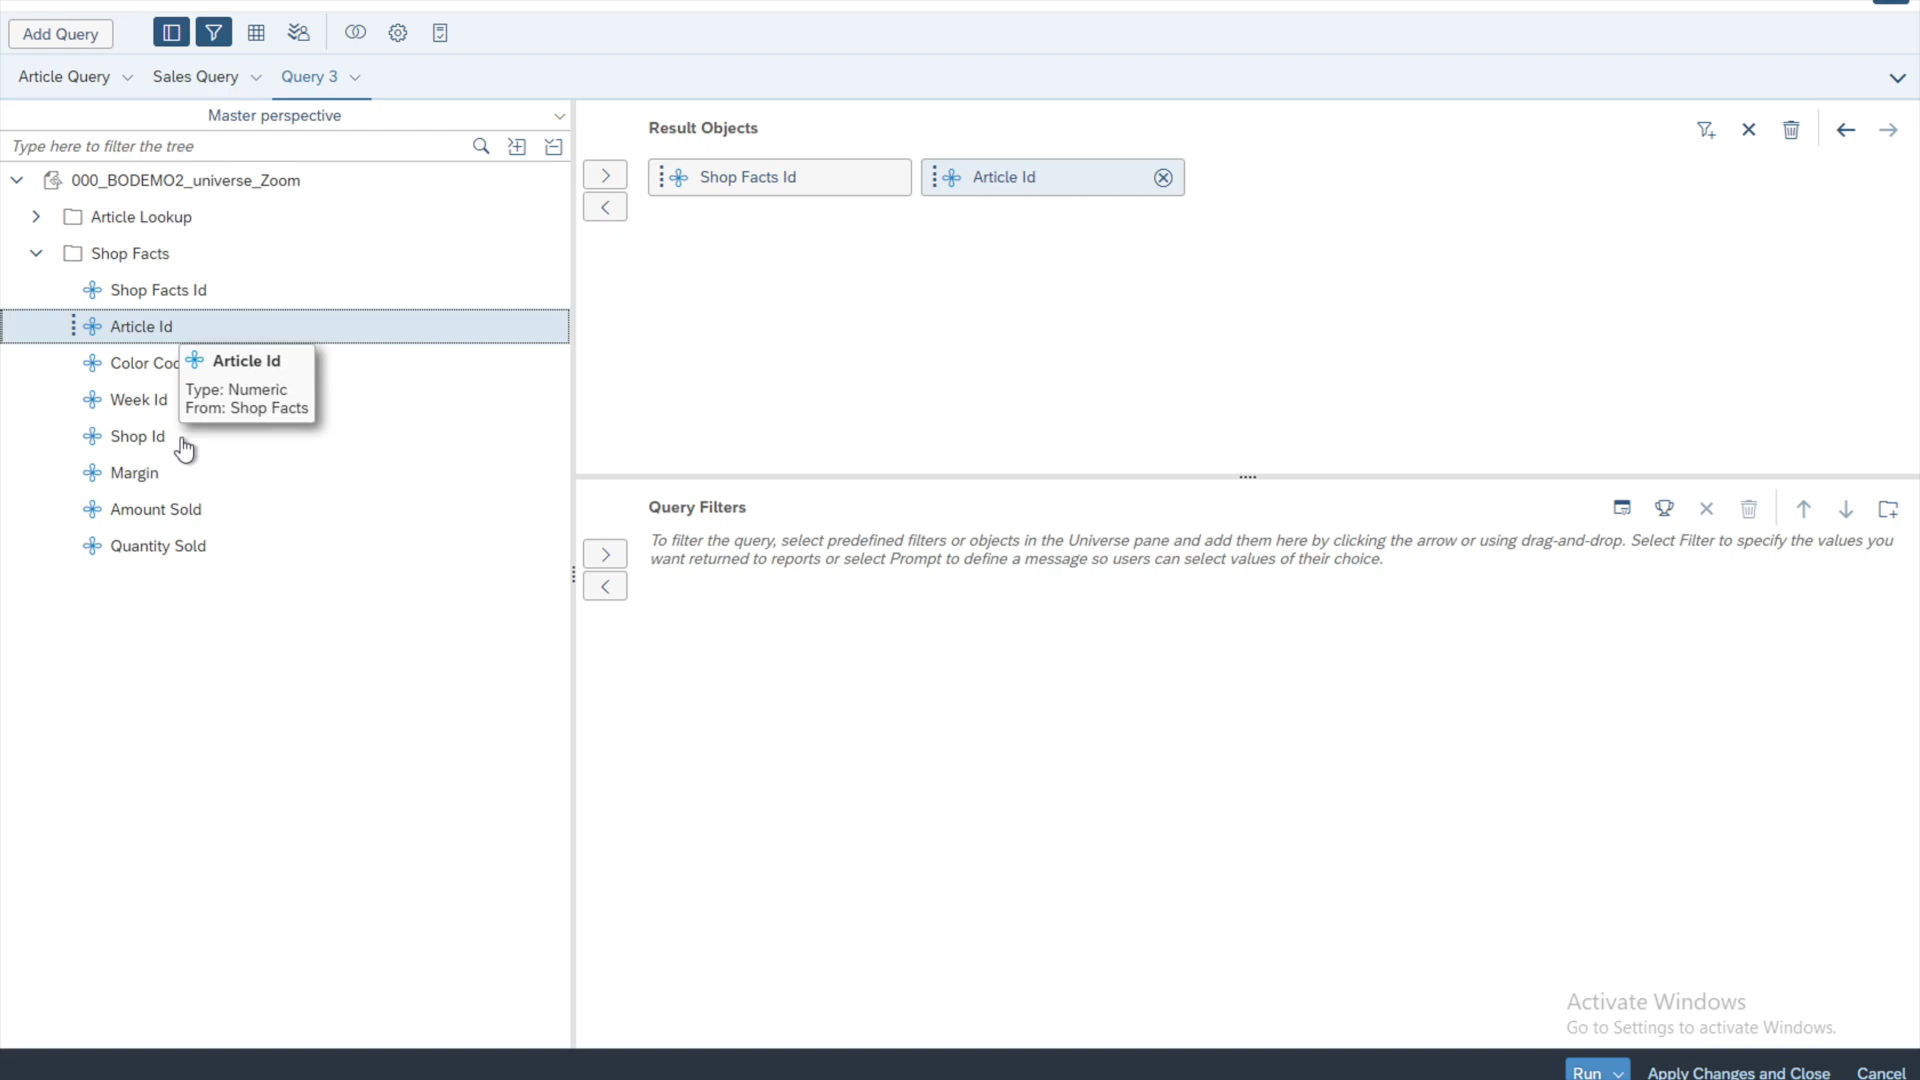 Add Query
Article Query
Sales Query
Query 3
Master perspective
Type here to filter the tree
000_BODEMO2_universe_Zoom
Article Lookup
Shop Facts
Shop Facts Id
Article Id
Color
Week Id
Shop Id
Margin
Amount Sold
Quantity Sold
Article Id
Type: Numeric
From: Shop Facts
Result Objects
Shop Facts Id
Article Id
Query Filters
To filter the query, select predefined filters or objects in the Universe pane and add them here by clicking the arrow or using drag-and-drop. Select Filter to specify the values you
want returned to reports or select Prompt to define a message so users can select values of their choice.
Activate Windows
Go to Settings to activate Windows.
Run
Apply Changes and Close
Cancel